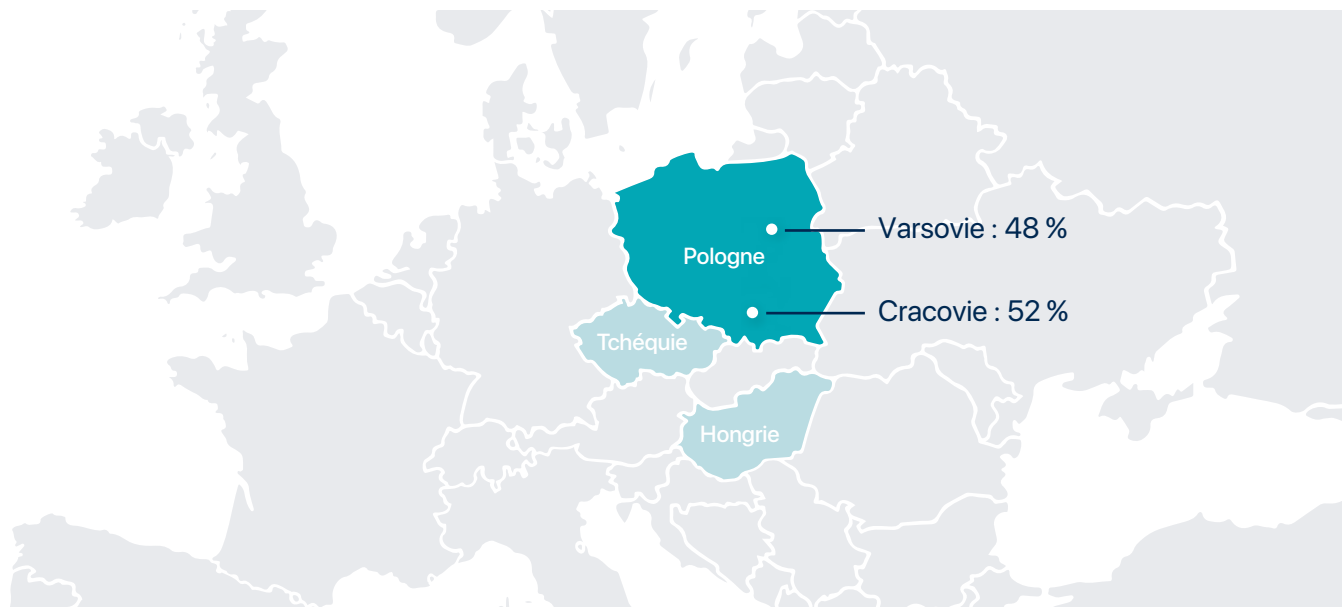 Varsovie : 48 %
Pologne
Cracovie : 52 %
Tchéquie
Hongrie